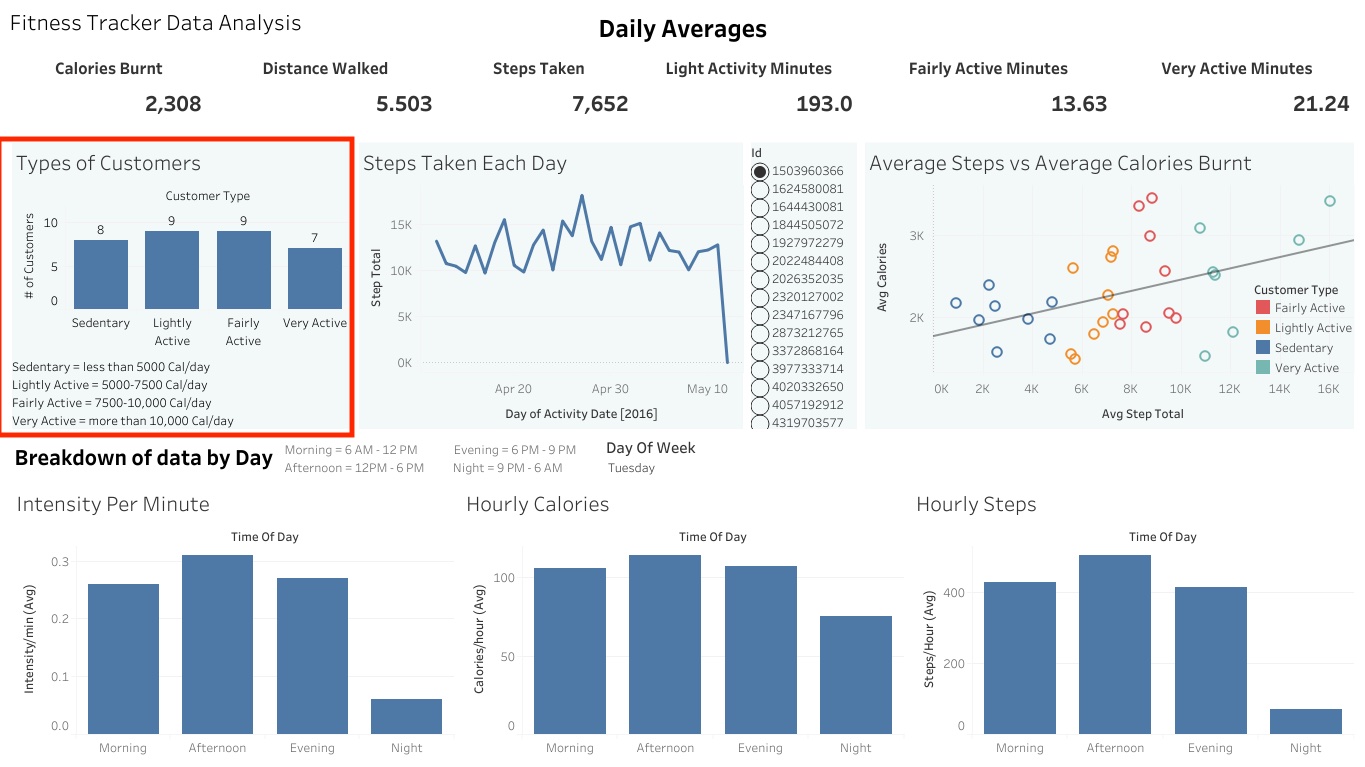 Fitness Tracker Data Analysis
Daily Averages
Calories Burnt
Distance Walked
Steps Taken
Light Activity Minutes
Fairly Active Minutes
Very Active Minutes
2,308
5.503
7,652
193.0
13.63
21.24
Types of Customers
Customer Type
# of Customers
10
5
0
8
9
9
7
Sedentary
Lightly
Active
Fairly
Active
Very Active
Sedentary = less than 5000 Cal/day
Lightly Active = 5000-7500 Cal/day
Fairly Active = 7500-10,000 Cal/day
Very Active = more than 10,000 Cal/day
Steps Taken Each Day
Step Total
15K
10K
5K
0K
Apr 20
Apr 30
May 10
Day of Activity Date [2016]
Id
1503960366
1624580081
1644430081
1844505072
1927972279
2022484408
2026352035
2320127002
2347167796
2873212765
3372868164
3977333714
4020332650
4057192912
4319703577
Average Steps vs Average Calories Burnt
Avg Calories
3K
2K
0K
2K
4K
6K
8K
10K
12K
14K
16K
Avg Step Total
Customer Type
Fairly Active
Lightly Active
Sedentary
Very Active
Breakdown of data by Day
Morning = 6 AM - 12 PM
Afternoon = 12PM - 6 PM
Evening = 6 PM - 9 PM
Night = 9 PM - 6 AM
Day Of Week
Tuesday
Intensity Per Minute
Time Of Day
Intensity/min (Avg)
0.3
0.2
0.1
0.0
Morning
Afternoon
Evening
Night
Hourly Calories
Time Of Day
Calories/hour (Avg)
100
50
0
Morning
Afternoon
Evening
Night
Hourly Steps
Time Of Day
Steps/Hour (Avg)
400
200
0
Morning
Afternoon
Evening
Night